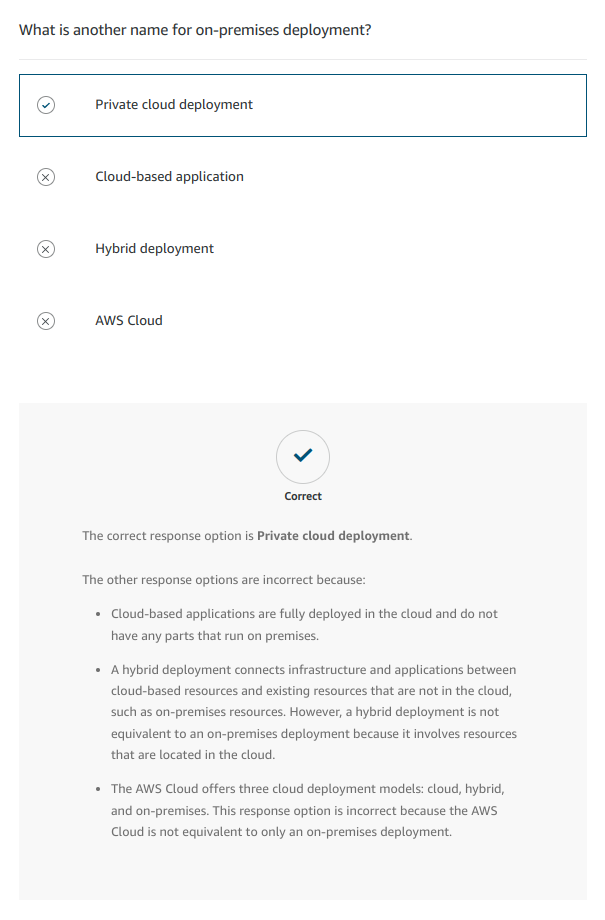 What is another name for on-premises deployment?
Private cloud deployment
Cloud-based application
Hybrid deployment
AWS Cloud
Correct
The correct response option is Private cloud deployment.
The other response options are incorrect because:
• Cloud-based applications are fully deployed in the cloud and do not
have any parts that run on premises.
• A hybrid deployment connects infrastructure and applications between
cloud-based resources and existing resources that are not in the cloud,
such as on-premises resources. However, a hybrid deployment is not
equivalent to an on-premises deployment because it involves resources
that are located in the cloud.
• The AWS Cloud offers three cloud deployment models: cloud, hybrid,
and on-premises. This response option is incorrect because the AWS
Cloud is not equivalent to only an on-premises deployment.